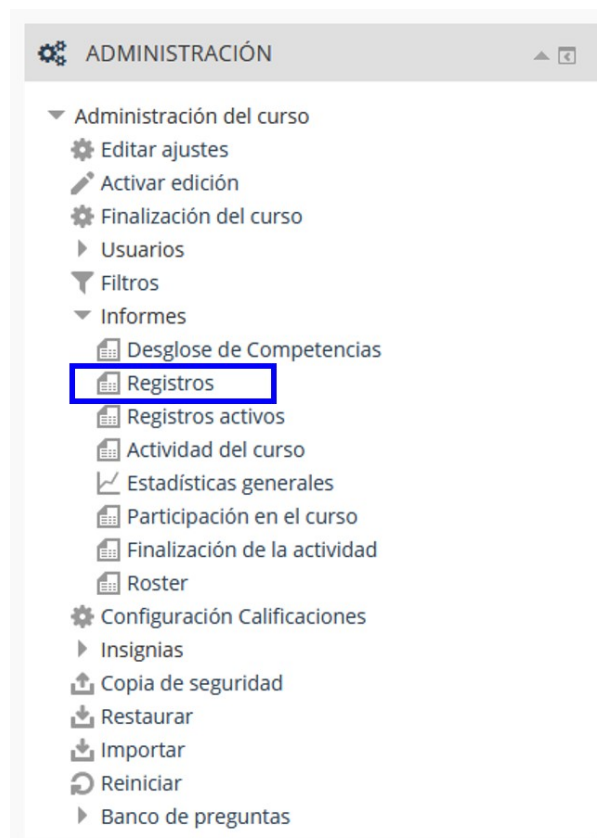 ADMINISTRACIÓN
Administración del curso
Editar ajustes
Activar edición
Finalización del curso
Usuarios
Filtros
Informes
Desglose de Competencias
Registros
Registros activos
Actividad del curso
Estadísticas generales
Participación en el curso
Finalización de la actividad
Roster
Configuración Calificaciones
Insignias
Copia de seguridad
Restaurar
Importar
Reiniciar
Banco de preguntas